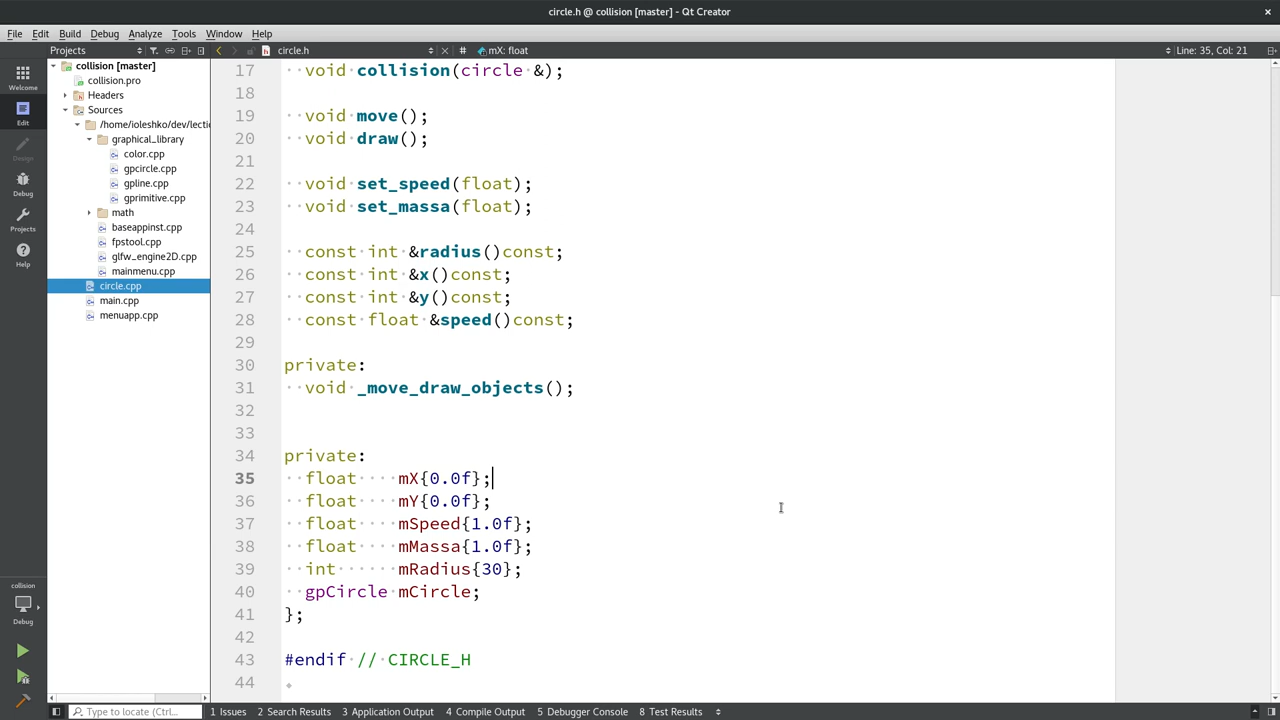 circle.h @ collision [master] - Qt Creator
File Edit Build Debug Analyze Tools Window Help
Projects
circle.h
# mX: float
Line: 35, Col: 21
Welcome
Edit
Design
Debug
Projects
Help
collision
Debug
collision [master]
collision.pro
Headers
Sources
/home/ioleshko/dev/lecti
graphical_library
color.cpp
gpcircle.cpp
gpline.cpp
gprimitive.cpp
math
baseappinst.cpp
fpstool.cpp
glfw_engine2D.cpp
mainmenu.cpp
circle.cpp
main.cpp
menuapp.cpp
17 void collision(circle &);
18
19 void move();
20 void draw();
21
22 void set_speed(float);
23 void set_massa(float);
24
25 const int &radius()const;
26 const int &x()const;
27 const int &y()const;
28 const float &speed()const;
29
30 private:
31 void _move_draw_objects();
32
33
34 private:
35 float mX{0.0f};
36 float mY{0.0f};
37 float mSpeed{1.0f};
38 float mMassa{1.0f};
39 int mRadius{30};
40 gpCircle mCircle;
41 };
42
43 #endif // CIRCLE_H
44
Type to locate (Ctrl...
1 Issues 2 Search Results 3 Application Output 4 Compile Output 5 Debugger Console 8 Test Results